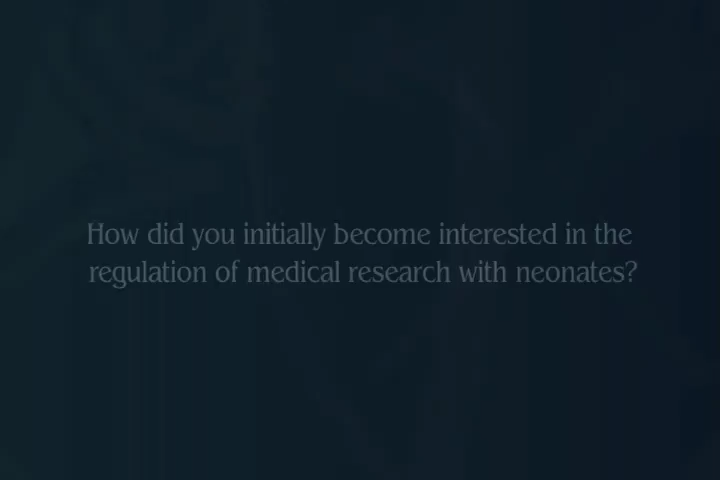 How did you initially become interested in the
regulation of medical research with neonates?